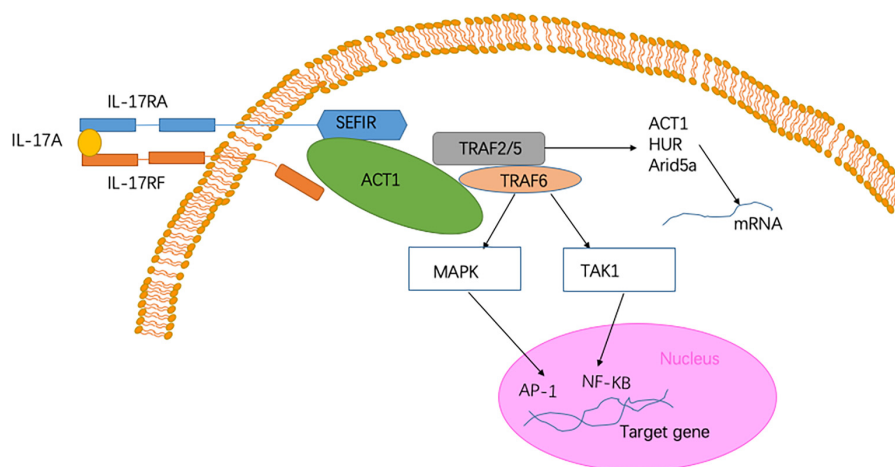 IL-17RA
IL-17A
IL-17RF
SEFIR
ACT1
TRAF2/5
TRAF6
ACT1
HUR
Arid5a
mRNA
MAPK
TAK1
Nucleus
AP-1
NF-KB
Target gene